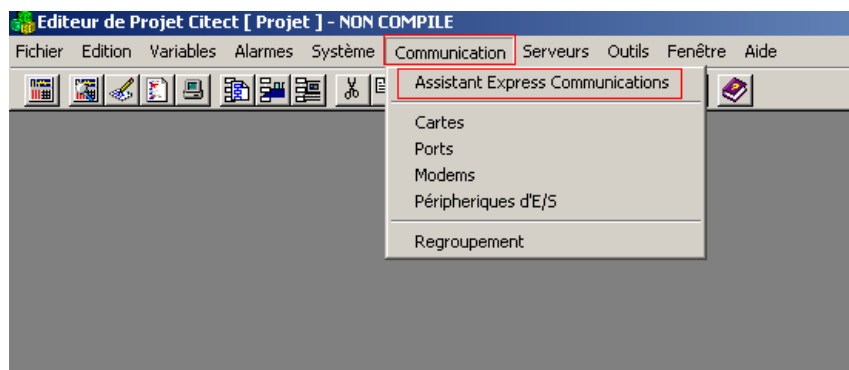 Editeur de Projet Citect [ Projet ] - NON COMPILE
Fichier Edition Variables Alarmes Système Communication Serveurs Outils Fenêtre Aide
Assistant Express Communications
Cartes
Ports
Modems
Péripheriques d'E/S
Regroupement